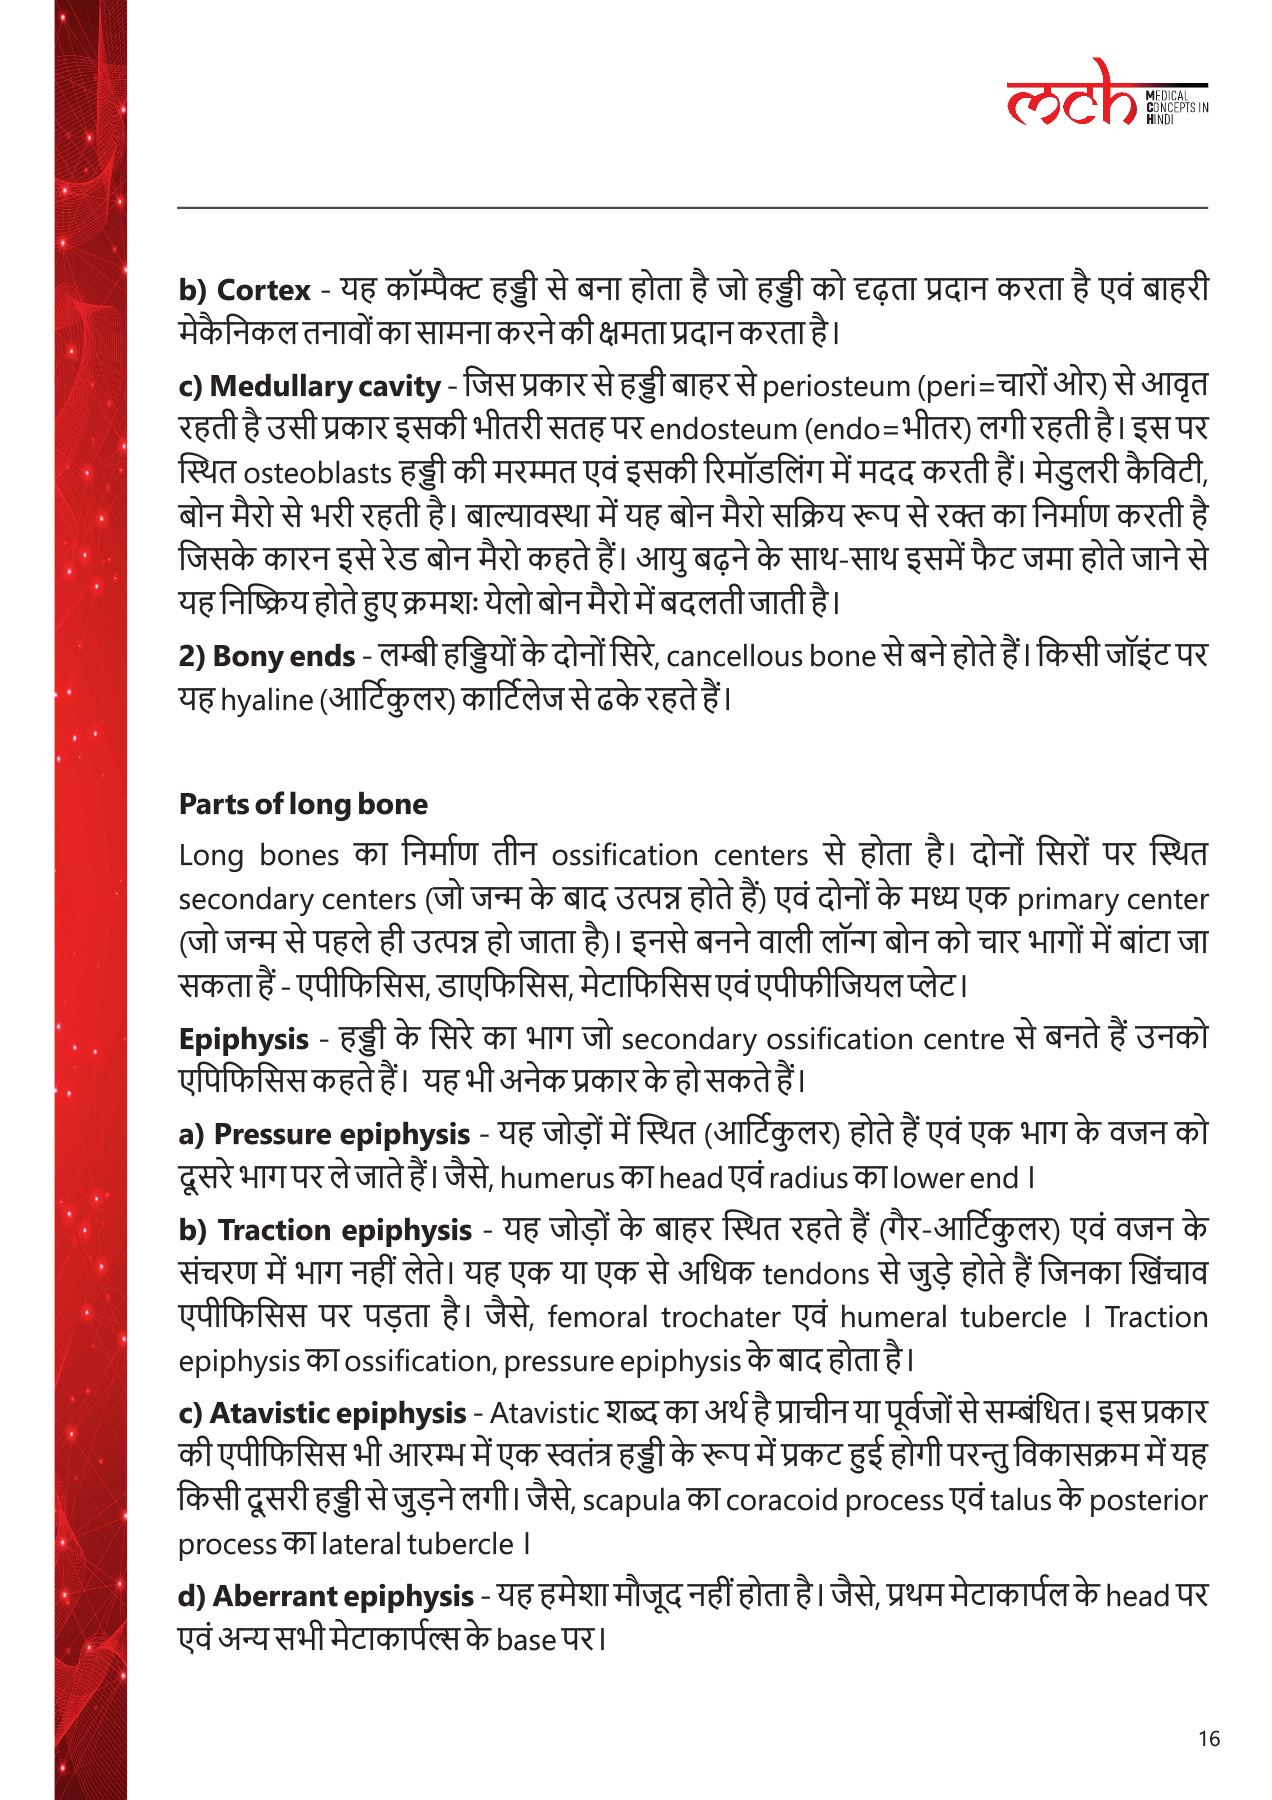 mch MEDICAL
CONCEPTS IN
HINDI
b) Cortex - यह कॉम्पैक्ट हड्डी से बना होता है जो हड्डी को दृढ़ता प्रदान करता है एवं बाहरी
मेकैनिकल तनावों का सामना करने की क्षमता प्रदान करता है।
c) Medullary cavity - जिस प्रकार से हड्डी बाहर से periosteum (peri=चारों ओर) से आवृत
रहती है उसी प्रकार इसकी भीतरी सतह पर endosteum (endo=भीतर) लगी रहती है। इस पर
स्थित osteoblasts हड्डी की मरम्मत एवं इसकी रिमॉडलिंग में मदद करती हैं। मेडुलरी कैविटी,
बोन मैरो से भरी रहती है। बाल्यावस्था में यह बोन मैरो सक्रिय रूप से रक्त का निर्माण करती है
जिसके कारन इसे रेड बोन मैरो कहते हैं। आयु बढ़ने के साथ-साथ इसमें फैट जमा होते जाने से
यह निष्क्रिय होते हुए क्रमशः येलो बोन मैरो में बदलती जाती है।
2) Bony ends - लम्बी हड्डियों के दोनों सिरे, cancellous bone से बने होते हैं। किसी जॉइंट पर
यह hyaline (आर्टिकुलर) कार्टिलेज से ढके रहते हैं।
Parts of long bone
Long bones का निर्माण तीन ossification centers से होता है। दोनों सिरों पर स्थित
secondary centers (जो जन्म के बाद उत्पन्न होते हैं) एवं दोनों के मध्य एक primary center
(जो जन्म से पहले ही उत्पन्न हो जाता है)। इनसे बनने वाली लॉन्ग बोन को चार भागों में बांटा जा
सकता हैं - एपीफिसिस, डाएफिसिस, मेटाफिसिस एवं एपीफीजियल प्लेट।
Epiphysis - हड्डी के सिरे का भाग जो secondary ossification centre से बनते हैं उनको
एपिफिसिस कहते हैं। यह भी अनेक प्रकार के हो सकते हैं।
a) Pressure epiphysis - यह जोड़ों में स्थित (आर्टिकुलर) होते हैं एवं एक भाग के वजन को
दूसरे भाग पर ले जाते हैं। जैसे, humerus का head एवं radius का lower end ।
b) Traction epiphysis - यह जोड़ों के बाहर स्थित रहते हैं (गैर-आर्टिकुलर) एवं वजन के
संचरण में भाग नहीं लेते। यह एक या एक से अधिक tendons से जुड़े होते हैं जिनका खिंचाव
एपीफिसिस पर पड़ता है। जैसे, femoral trochater एवं humeral tubercle । Traction
epiphysis का ossification, pressure epiphysis के बाद होता है।
c) Atavistic epiphysis - Atavistic शब्द का अर्थ है प्राचीन या पूर्वजों से सम्बंधित। इस प्रकार
की एपीफिसिस भी आरम्भ में एक स्वतंत्र हड्डी के रूप में प्रकट हुई होगी परन्तु विकासक्रम में यह
किसी दूसरी हड्डी से जुड़ने लगी। जैसे, scapula का coracoid process एवं talus के posterior
process का lateral tubercle ।
d) Aberrant epiphysis - यह हमेशा मौजूद नहीं होता है। जैसे, प्रथम मेटाकार्पल के head पर
एवं अन्य सभी मेटाकार्पल्स के base पर।
16